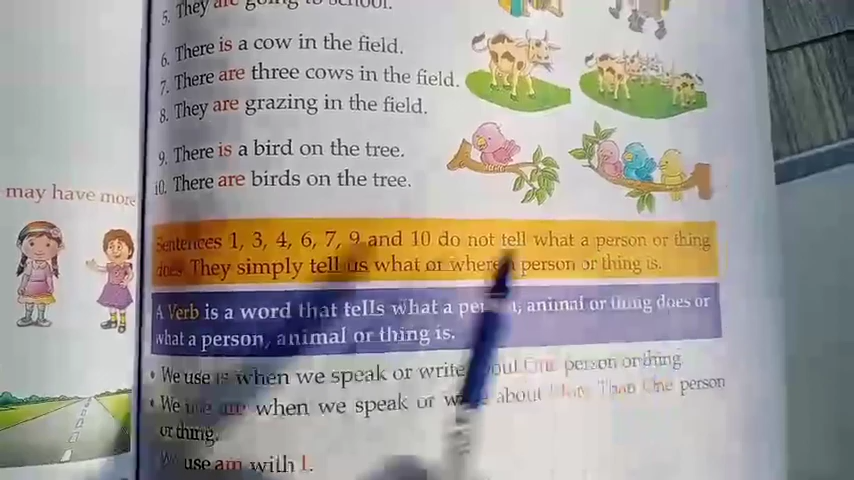 5. They are going to school.
6. There is a cow in the field.
7. There are three cows in the field.
8. They are grazing in the field.
9. There is a bird on the tree.
10. There are birds on the tree.
may have more
Sentences 1, 3, 4, 6, 7, 9 and 10 do not tell what a person or thing
does. They simply tell us what or where a person or thing is.
A Verb is a word that tells what a person, animal or thing does or
what a person, animal or thing is.
• We use is when we speak or write about One person or thing
• We use are when we speak or write about More Than One person
or thing.
We use am with I.